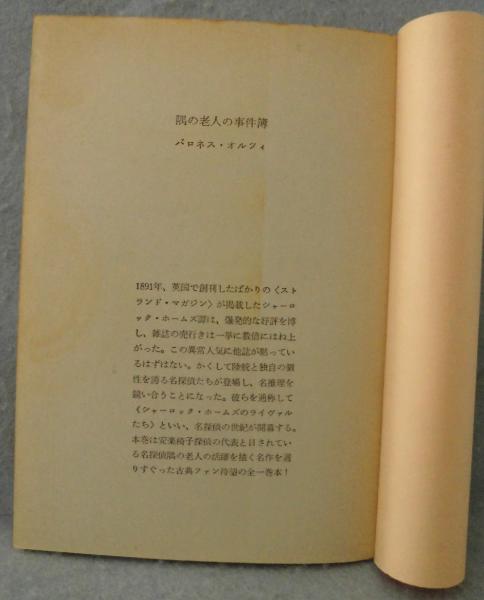 隅の老人の事件簿
バロネス・オルツィ
1891年、英国で創刊したばかりの〈スト
ランド・マガジン〉が掲載したシャーロ
ック・ホームズ譚は、爆発的な好評を博
し、雑誌の売行きは一挙に数倍にはね上
がった。この異常人気に他誌が黙ってい
るはずはない。かくして陸続と独自の個
性を誇る名探偵たちが登場し、名推理を
競い合うことになった。彼らを通称して
《シャーロック・ホームズのライヴァル
たち》といい、名探偵の世紀が開幕する。
本巻は安楽椅子探偵の代表と目されてい
る名探偵隅の老人の活躍を描く名作を選
りすぐった古典ファン待望の全一巻本！